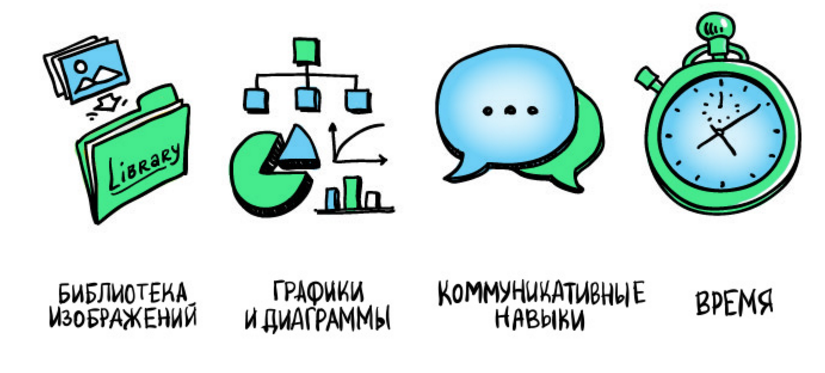 LIBRARY
БИБЛИОТЕКА
ИЗОБРАЖЕНИЙ
ГРАФИКИ
И ДИАГРАММЫ
КОММУНИКАТИВНЫЕ
НАВЫКИ
ВРЕМЯ